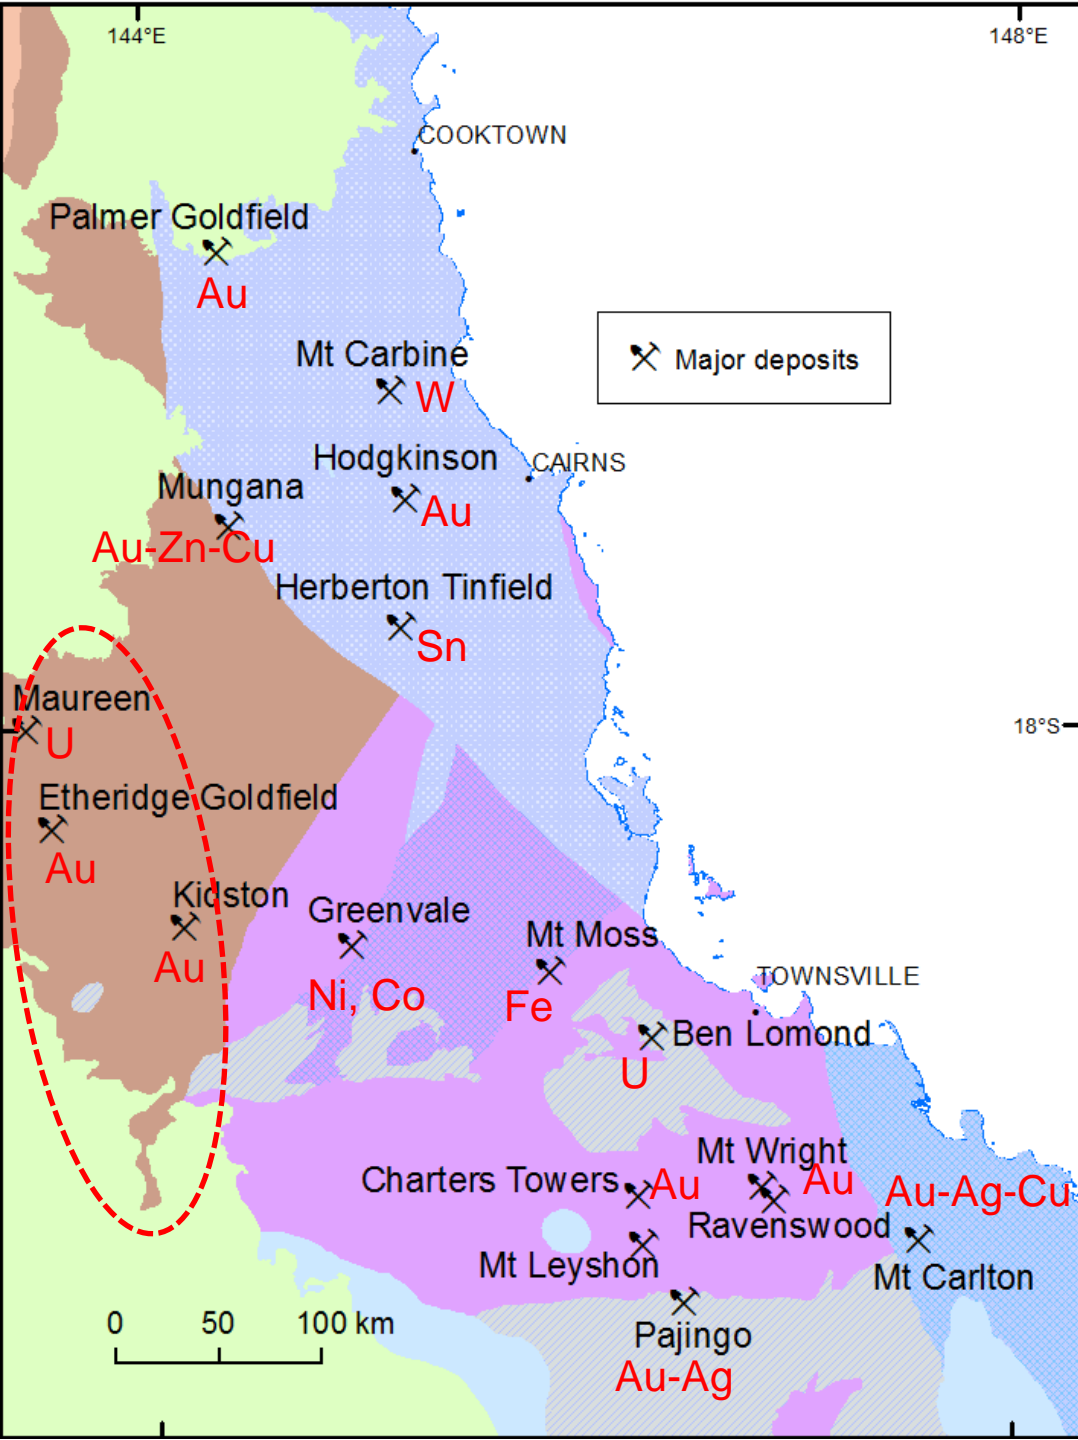 144°E
148°E
COOKTOWN
Palmer Goldfield
Au
Mt Carbine
W
Major deposits
Hodgkinson
Au
CAIRNS
Mungana
Au-Zn-Cu
Herberton Tinfield
Sn
Maureen
U
18°S
Etheridge Goldfield
Au
Kidston
Au
Greenvale
Ni, Co
Mt Moss
Fe
TOWNSVILLE
Ben Lomond
U
Mt Wright
Charters Towers
Au
Au
Au-Ag-Cu
Ravenswood
Mt Leyshon
Mt Carlton
0 50 100 km
Pajingo
Au-Ag